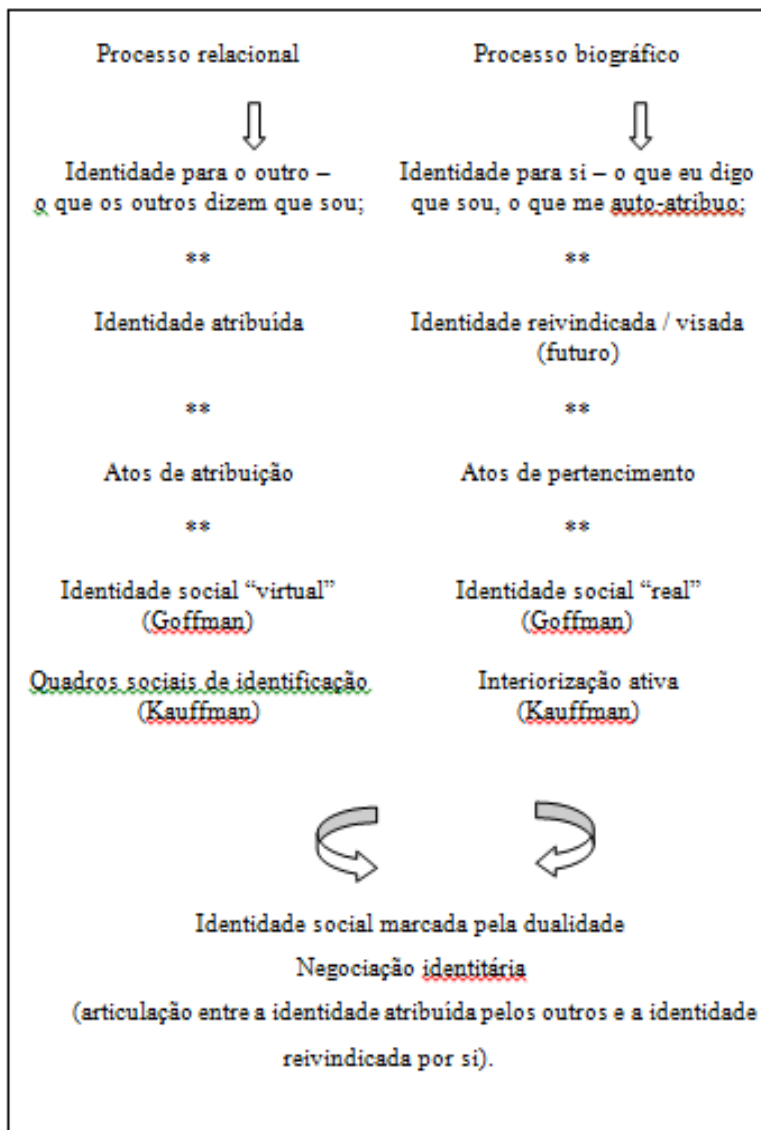 Processo relacional
Processo biográfico
Identidade para o outro –
o que os outros dizem que sou;
Identidade para si – o que eu digo
que sou, o que me auto-atribuo;
**
**
Identidade atribuída
Identidade reivindicada / visada
(futuro)
**
**
Atos de atribuição
Atos de pertencimento
**
**
Identidade social “virtual”
(Goffman)
Identidade social “real”
(Goffman)
Quadros sociais de identificação
(Kauffman)
Interiorização ativa
(Kauffman)
Identidade social marcada pela dualidade
Negociação identitária
(articulação entre a identidade atribuída pelos outros e a identidade
reivindicada por si).